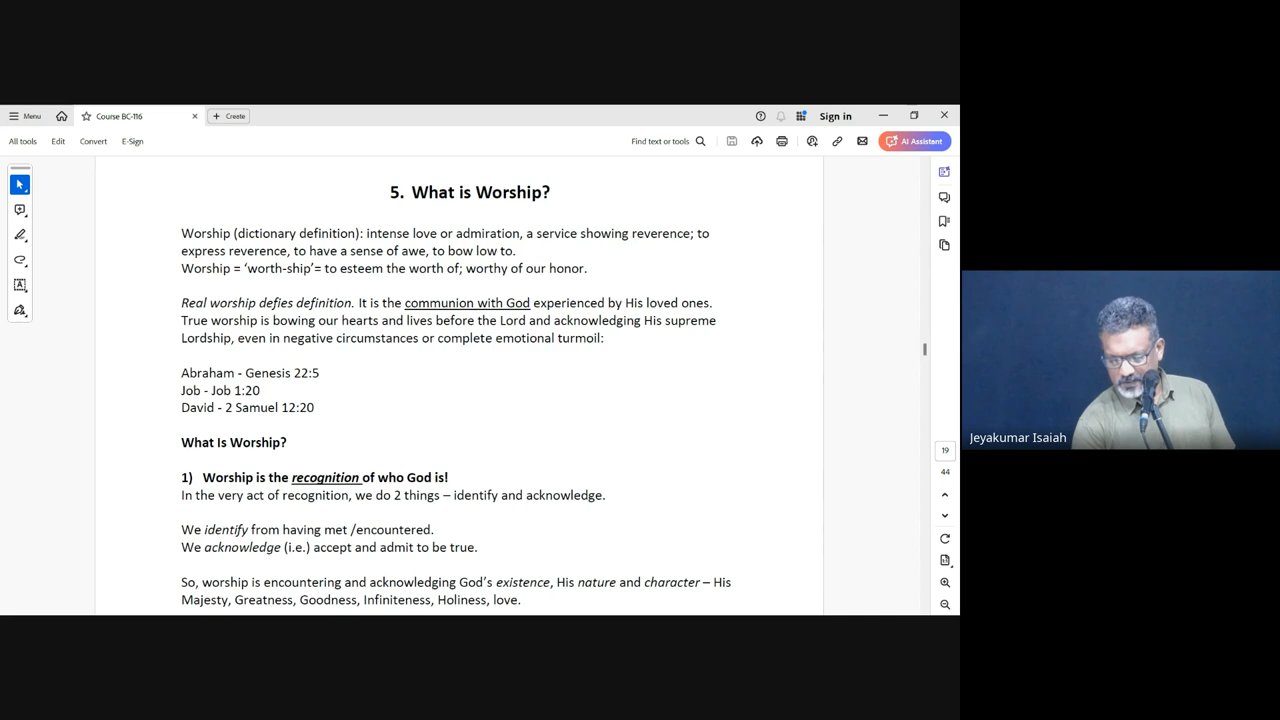 Menu
Course BC-116
Create
Sign in
All tools
Edit
Convert
E-Sign
Find text or tools
AI Assistant
5. What is Worship?
Worship (dictionary definition): intense love or admiration, a service showing reverence; to
express reverence, to have a sense of awe, to bow low to.
Worship = ‘worth-ship’= to esteem the worth of; worthy of our honor.
Real worship defies definition. It is the communion with God experienced by His loved ones.
True worship is bowing our hearts and lives before the Lord and acknowledging His supreme
Lordship, even in negative circumstances or complete emotional turmoil:
Abraham - Genesis 22:5
Job - Job 1:20
David - 2 Samuel 12:20
What Is Worship?
1) Worship is the recognition of who God is!
In the very act of recognition, we do 2 things – identify and acknowledge.
We identify from having met /encountered.
We acknowledge (i.e.) accept and admit to be true.
So, worship is encountering and acknowledging God’s existence, His nature and character – His
Majesty, Greatness, Goodness, Infiniteness, Holiness, love.
19
44
Jeyakumar Isaiah